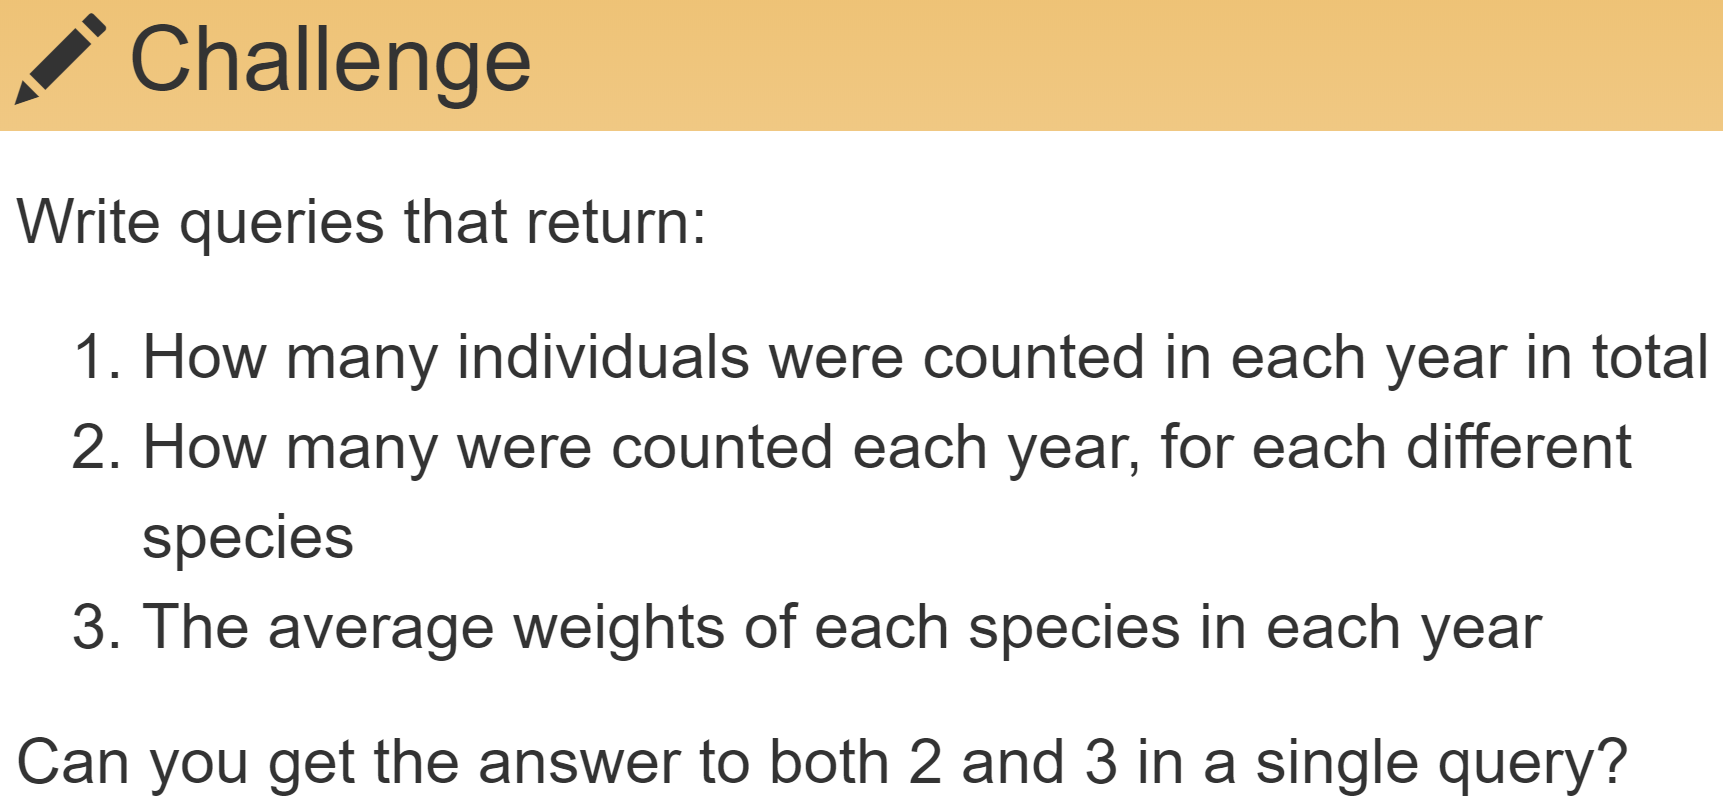 Challenge
Write queries that return:
1. How many individuals were counted in each year in total
2. How many were counted each year, for each different
species
3. The average weights of each species in each year
Can you get the answer to both 2 and 3 in a single query?